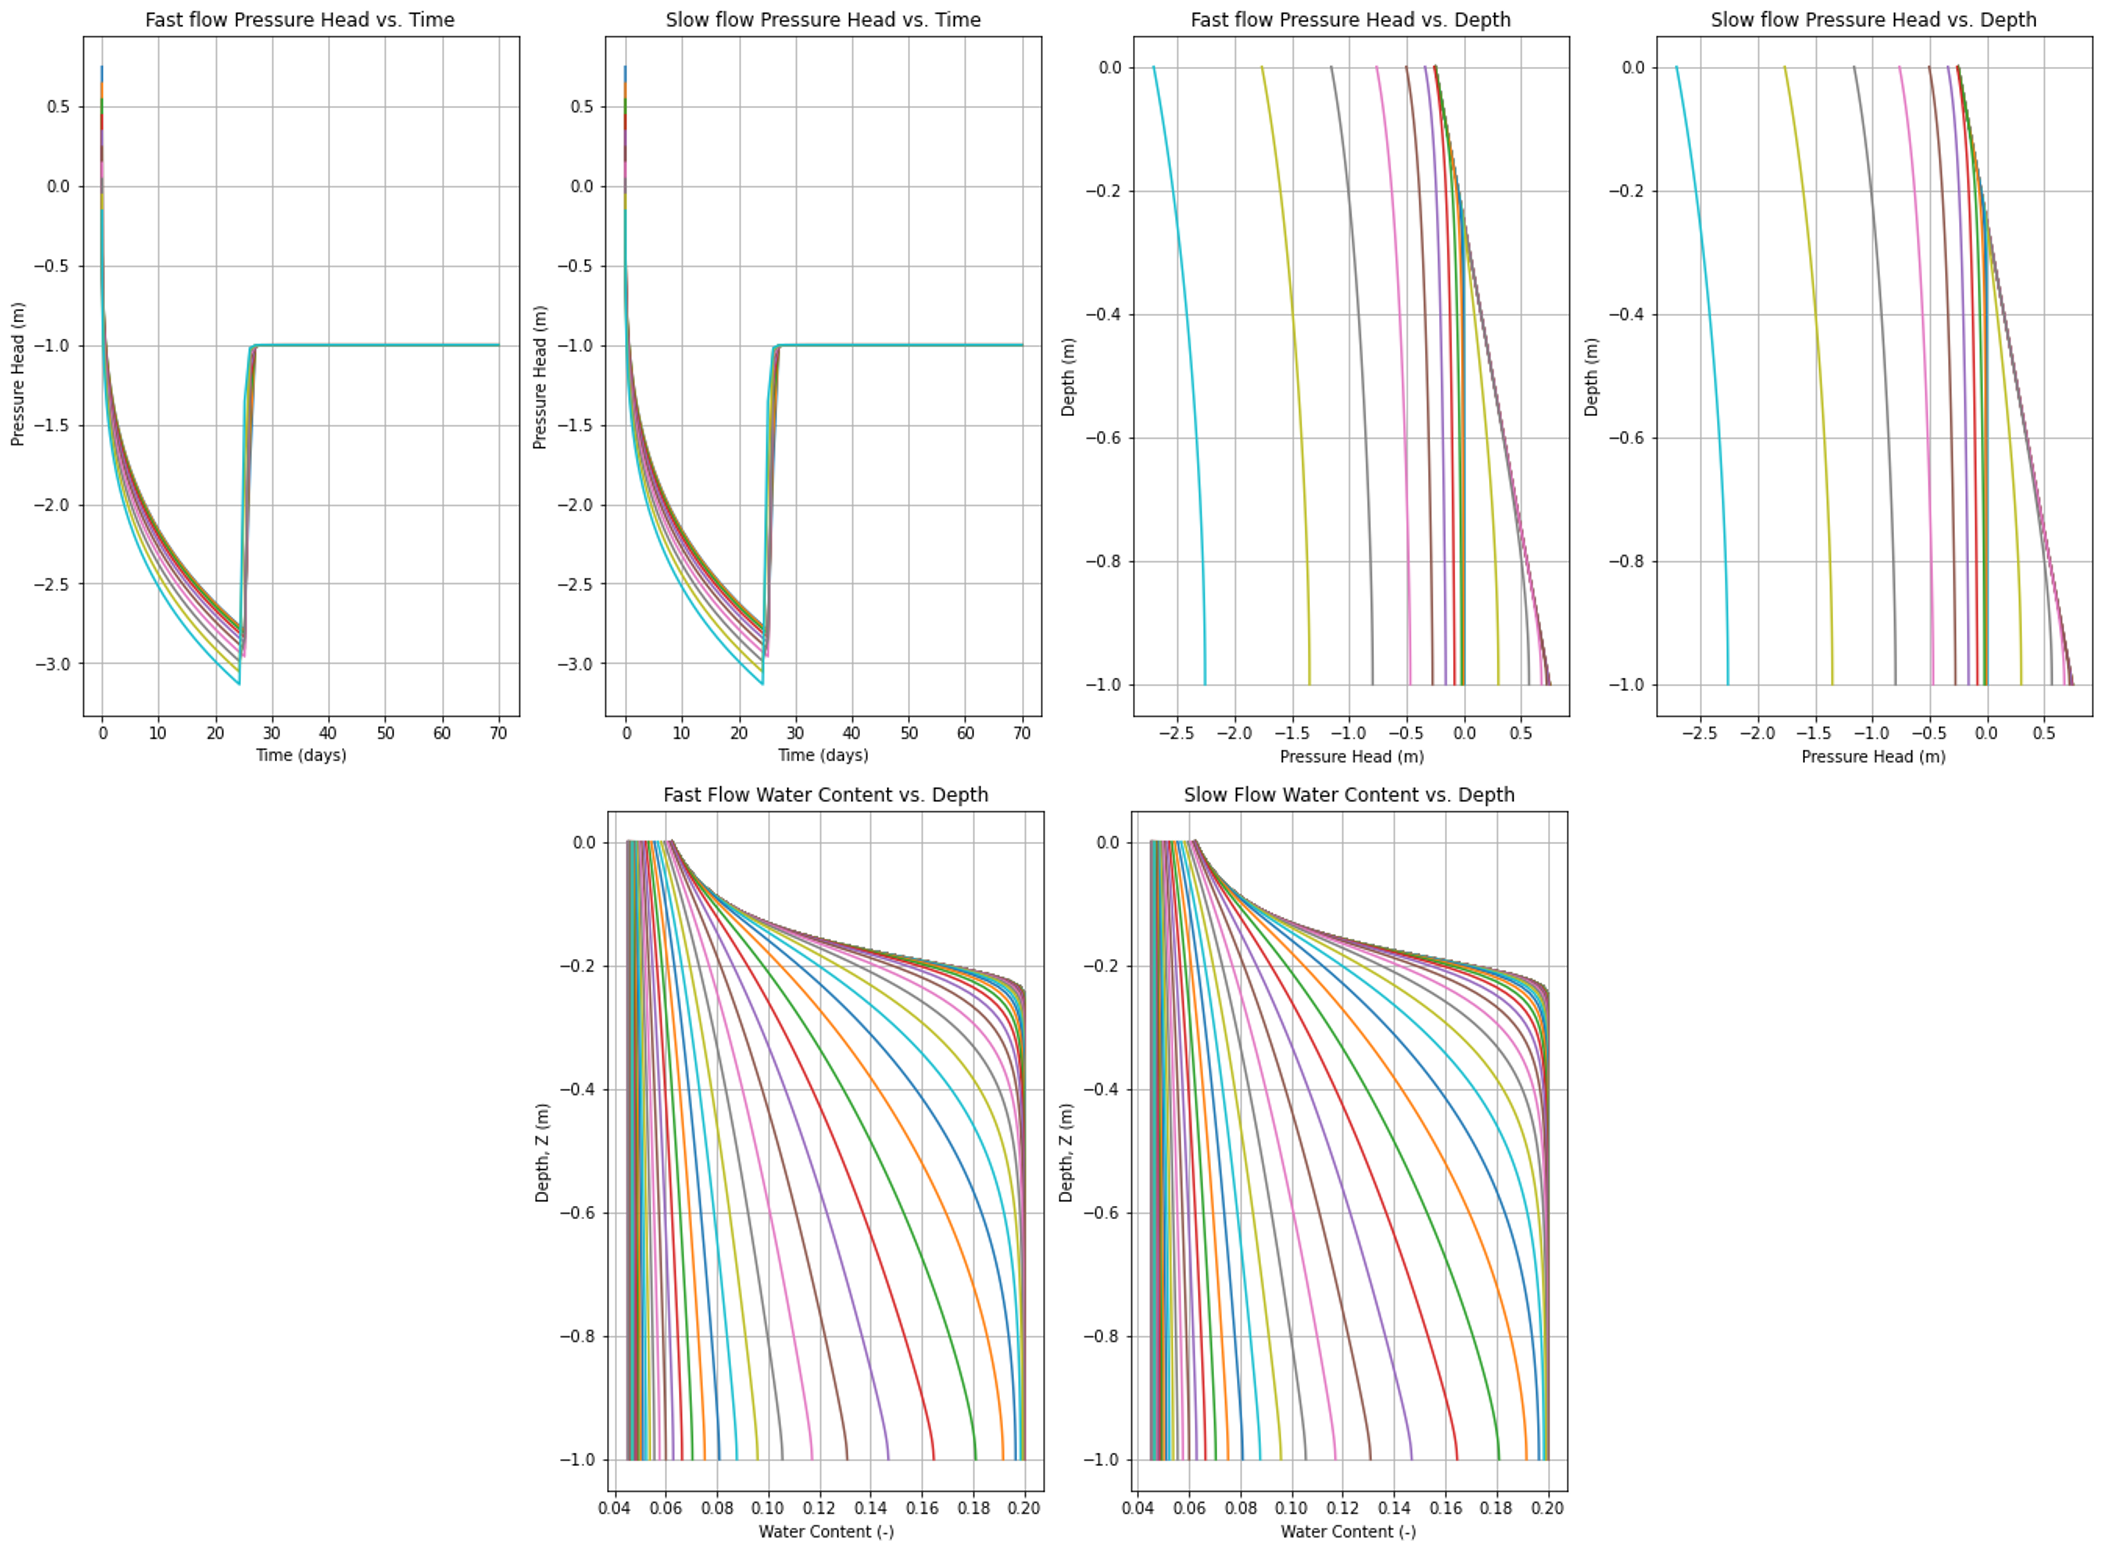 Fast flow Pressure Head vs. Time
Slow flow Pressure Head vs. Time
Fast flow Pressure Head vs. Depth
Slow flow Pressure Head vs. Depth
Pressure Head (m)
0.5
0.0
−0.5
−1.0
−1.5
−2.0
−2.5
−3.0
0 10 20 30 40 50 60 70
Time (days)
Pressure Head (m)
0.5
0.0
−0.5
−1.0
−1.5
−2.0
−2.5
−3.0
0 10 20 30 40 50 60 70
Time (days)
Depth (m)
0.0
−0.2
−0.4
−0.6
−0.8
−1.0
−2.5 −2.0 −1.5 −1.0 −0.5 0.0 0.5
Pressure Head (m)
Depth (m)
0.0
−0.2
−0.4
−0.6
−0.8
−1.0
−2.5 −2.0 −1.5 −1.0 −0.5 0.0 0.5
Pressure Head (m)
Fast Flow Water Content vs. Depth
Slow Flow Water Content vs. Depth
Depth, Z (m)
0.0
−0.2
−0.4
−0.6
−0.8
−1.0
0.04 0.06 0.08 0.10 0.12 0.14 0.16 0.18 0.20
Water Content (-)
Depth, Z (m)
0.0
−0.2
−0.4
−0.6
−0.8
−1.0
0.04 0.06 0.08 0.10 0.12 0.14 0.16 0.18 0.20
Water Content (-)